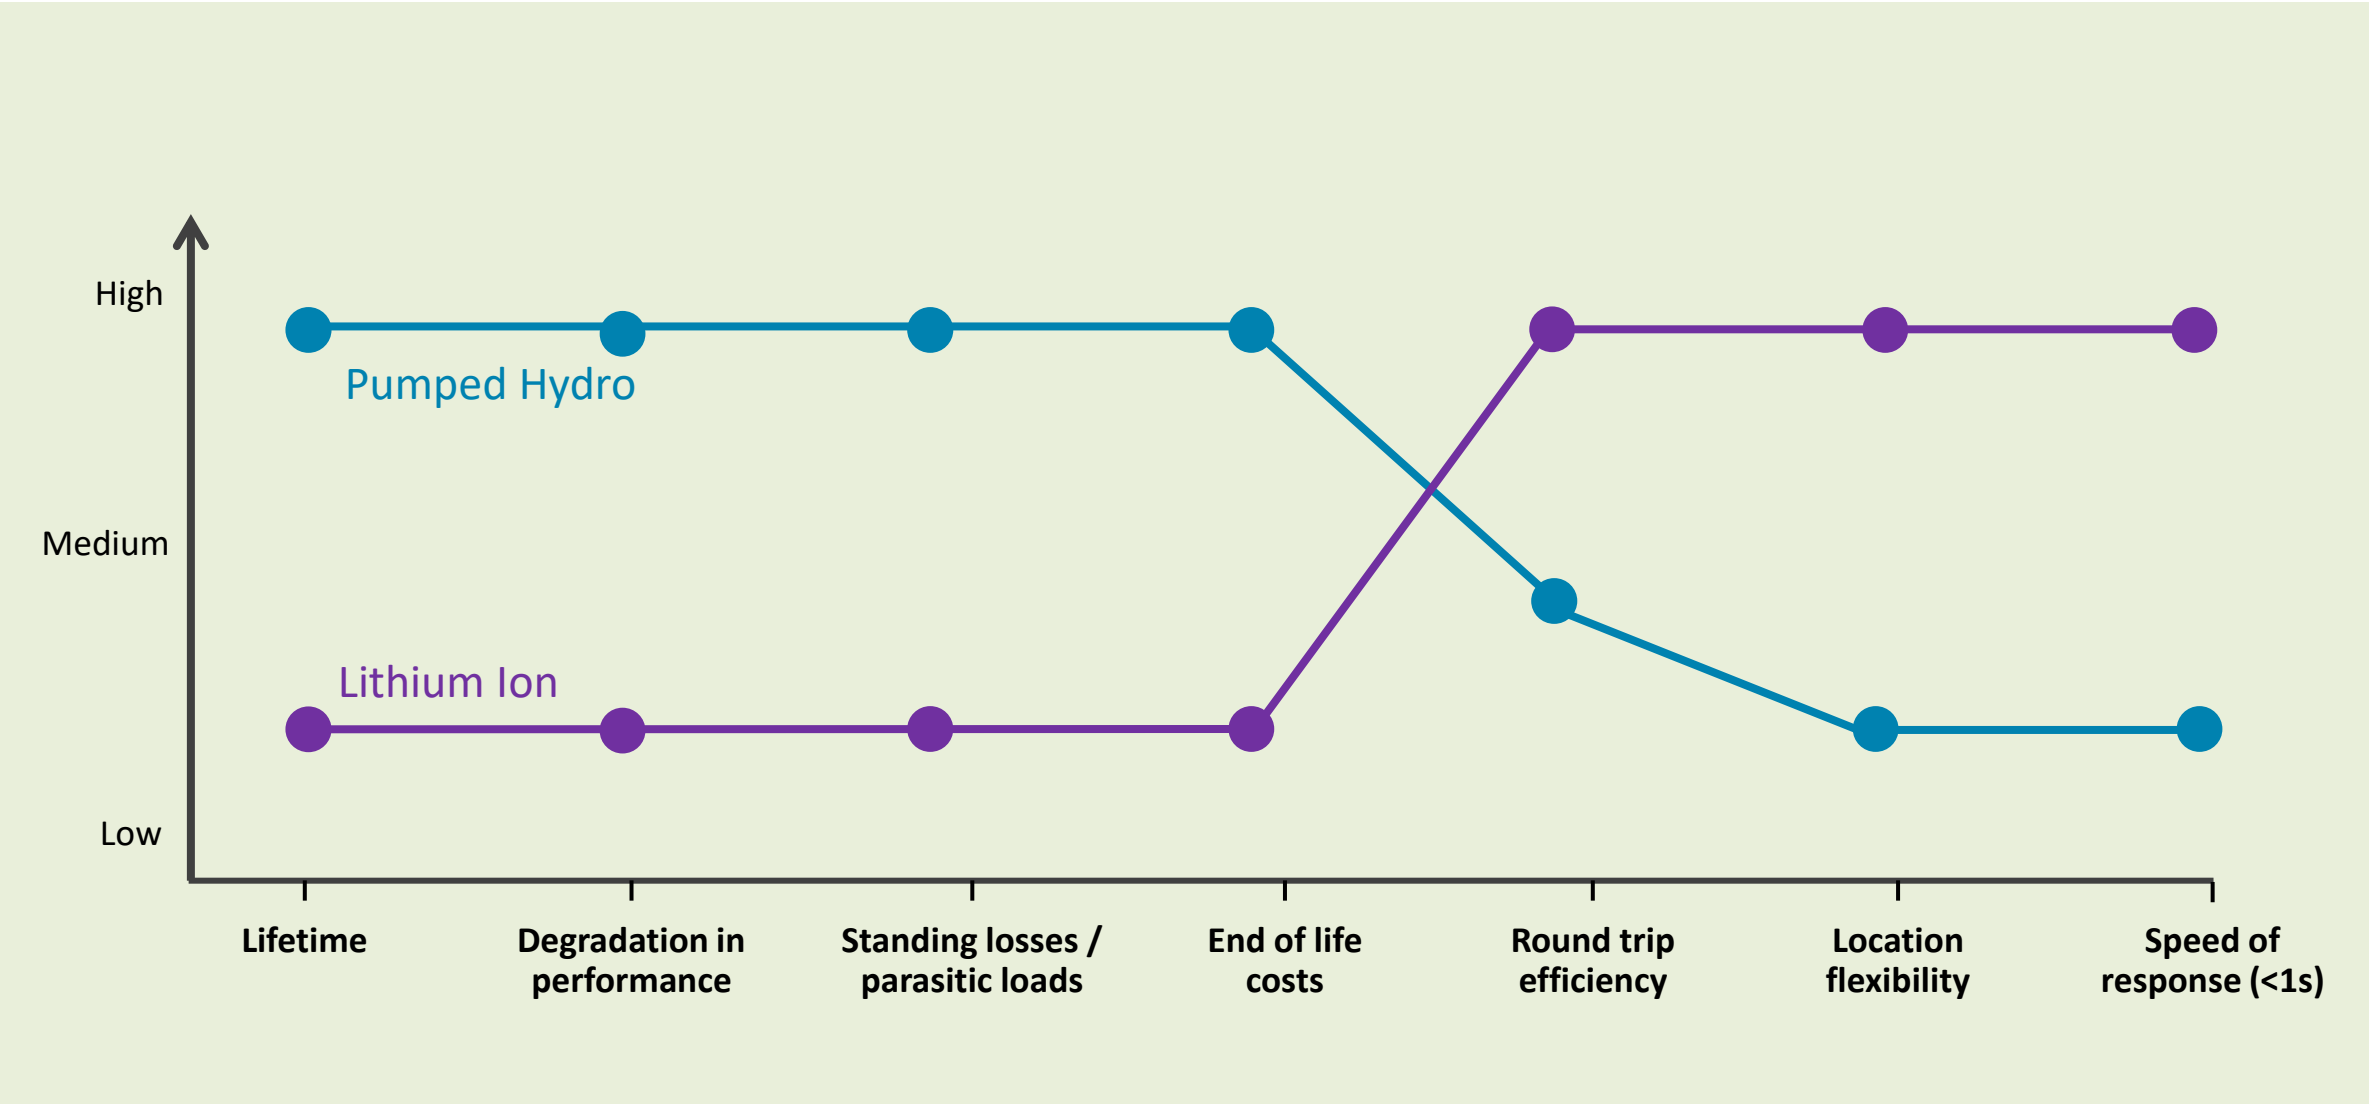 High
Pumped Hydro
Medium
Lithium Ion
Low
Lifetime
Degradation in
performance
Standing losses /
parasitic loads
End of life
costs
Round trip
efficiency
Location
flexibility
Speed of
response (<1s)